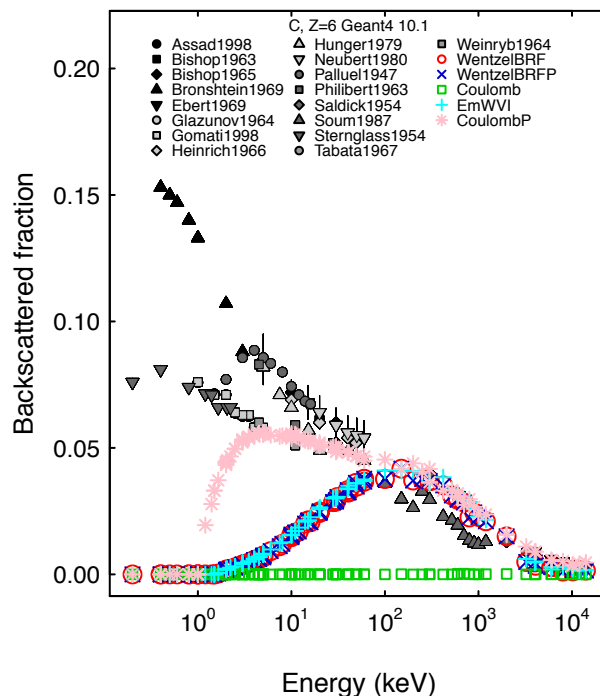 C, Z=6 Geant4 10.1
Assad1998
Bishop1963
Bishop1965
Bronshtein1969
Ebert1969
Glazunov1964
Gomati1998
Heinrich1966
Hunger1979
Neubert1980
Palluel1947
Philibert1963
Saldick1954
Soum1987
Sternglass1954
Tabata1967
Weinryb1964
WentzelBRF
WentzelBRFP
Coulomb
EmWVI
CoulombP
Backscattered fraction
0.20
0.15
0.10
0.05
0.00
10⁰ 10¹ 10² 10³ 10⁴
Energy (keV)